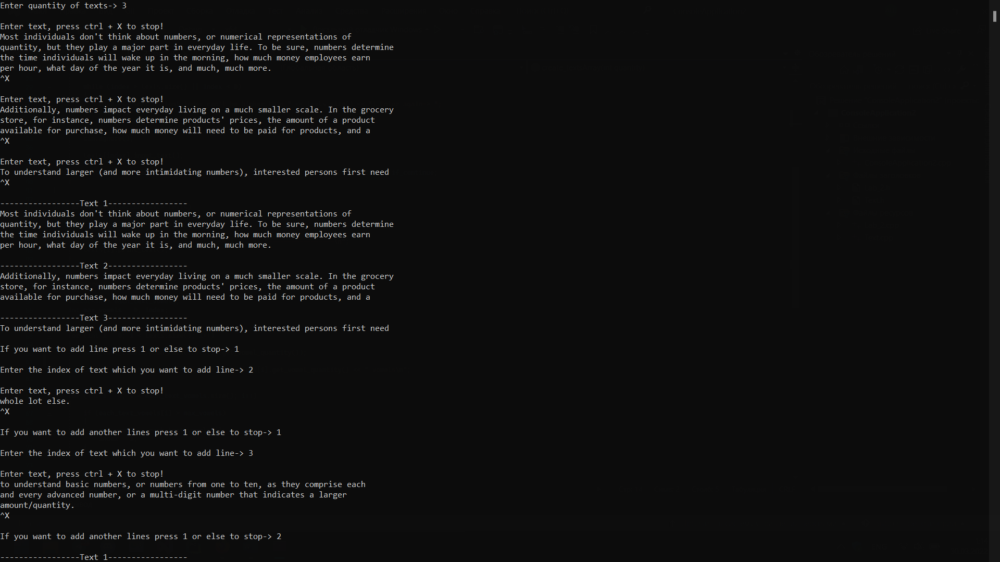 Enter quantity of texts-> 3
Enter text, press ctrl + X to stop!
Most individuals don't think about numbers, or numerical representations of
quantity, but they play a major part in everyday life. To be sure, numbers determine
the time individuals will wake up in the morning, how much money employees earn
per hour, what day of the year it is, and much, much more.
^X
Enter text, press ctrl + X to stop!
Additionally, numbers impact everyday living on a much smaller scale. In the grocery
store, for instance, numbers determine products' prices, the amount of a product
available for purchase, how much money will need to be paid for products, and a
^X
Enter text, press ctrl + X to stop!
To understand larger (and more intimidating numbers), interested persons first need
^X
-----------------Text 1-----------------
Most individuals don't think about numbers, or numerical representations of
quantity, but they play a major part in everyday life. To be sure, numbers determine
the time individuals will wake up in the morning, how much money employees earn
per hour, what day of the year it is, and much, much more.
-----------------Text 2-----------------
Additionally, numbers impact everyday living on a much smaller scale. In the grocery
store, for instance, numbers determine products' prices, the amount of a product
available for purchase, how much money will need to be paid for products, and a
-----------------Text 3-----------------
To understand larger (and more intimidating numbers), interested persons first need
If you want to add line press 1 or else to stop-> 1
Enter the index of text which you want to add line-> 2
Enter text, press ctrl + X to stop!
whole lot else.
^X
If you want to add another lines press 1 or else to stop-> 1
Enter the index of text which you want to add line-> 3
Enter text, press ctrl + X to stop!
to understand basic numbers, or numbers from one to ten, as they comprise each
and every advanced number, or a multi-digit number that indicates a larger
amount/quantity.
^X
If you want to add another lines press 1 or else to stop-> 2
-----------------Text 1-----------------